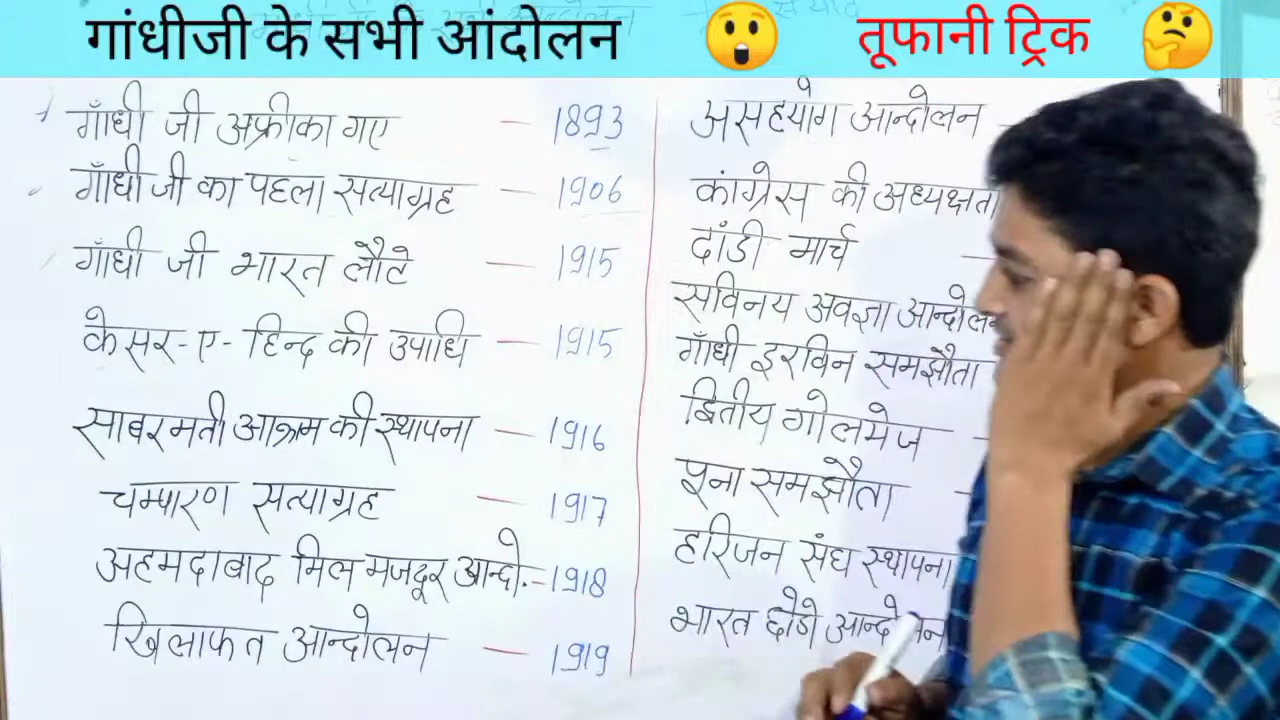 गांधीजी के सभी आंदोलन 😲 तूफानी ट्रिक 🤔
गाँधी जी अफ्रीका गए — 1893
गाँधी जी का पहला सत्याग्रह — 1906
गाँधी जी भारत लौटे — 1915
केसर-ए-हिन्द की उपाधि — 1915
साबरमती आश्रम की स्थापना — 1916
चम्पारण सत्याग्रह — 1917
अहमदाबाद मिल मजदूर आन्दो. — 1918
खिलाफत आन्दोलन — 1919
असहयोग आन्दोलन —
कांग्रेस की अध्यक्षता
दांडी मार्च —
सविनय अवज्ञा आन्दोलन
गाँधी इरविन समझौता
द्वितीय गोलमेज —
पूना समझौता —
हरिजन संघ स्थापना
भारत छोडो